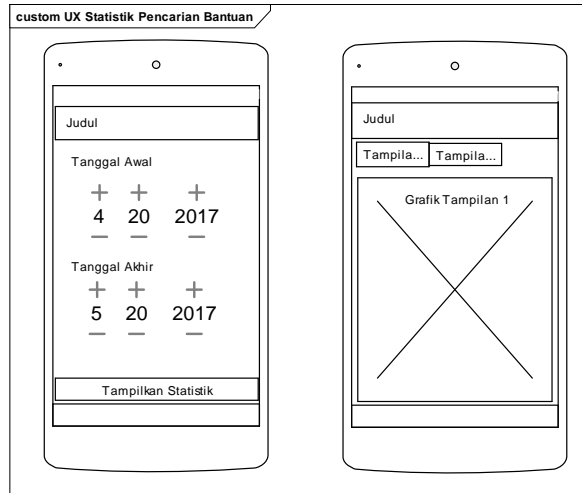 custom UX Statistik Pencarian Bantuan
Judul
Tanggal Awal
4 20 2017
Tanggal Akhir
5 20 2017
Tampilkan Statistik
Judul
Tampila... Tampila...
Grafik Tampilan 1